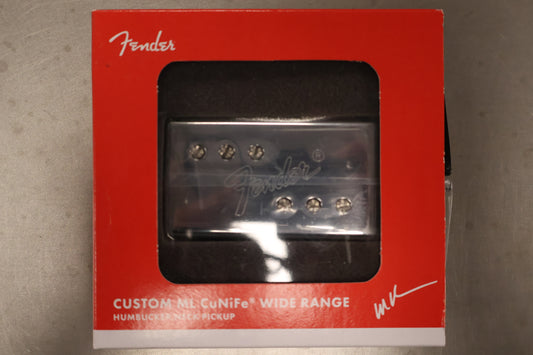 Fender
Fender
CUSTOM ML CuNiFe® WIDE RANGE
HUMBUCKER NECK PICKUP